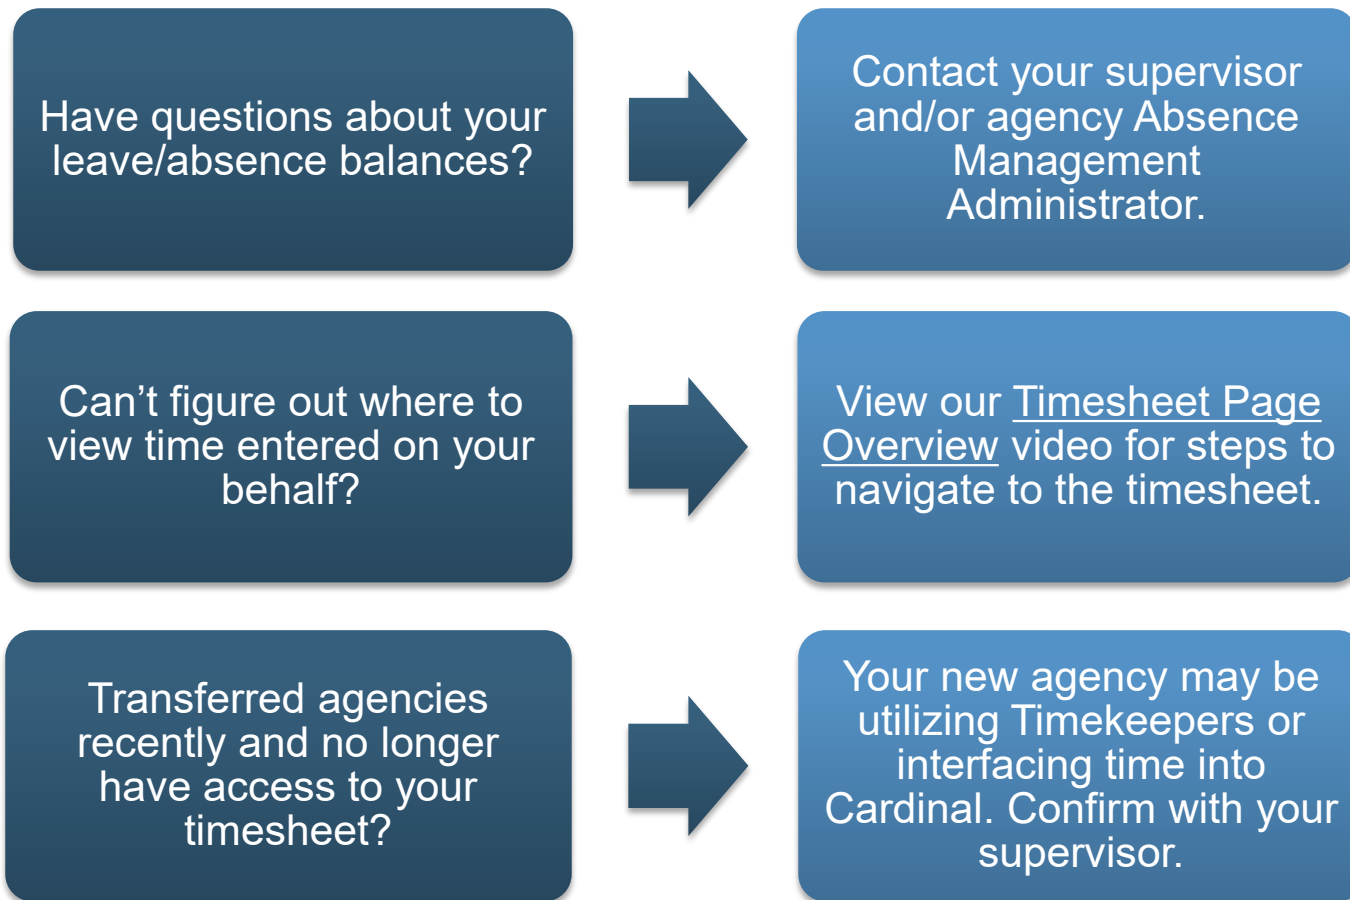 Have questions about your
leave/absence balances?
Contact your supervisor
and/or agency Absence
Management
Administrator.
Can’t figure out where to
view time entered on your
behalf?
View our Timesheet Page
Overview video for steps to
navigate to the timesheet.
Transferred agencies
recently and no longer
have access to your
timesheet?
Your new agency may be
utilizing Timekeepers or
interfacing time into
Cardinal. Confirm with your
supervisor.